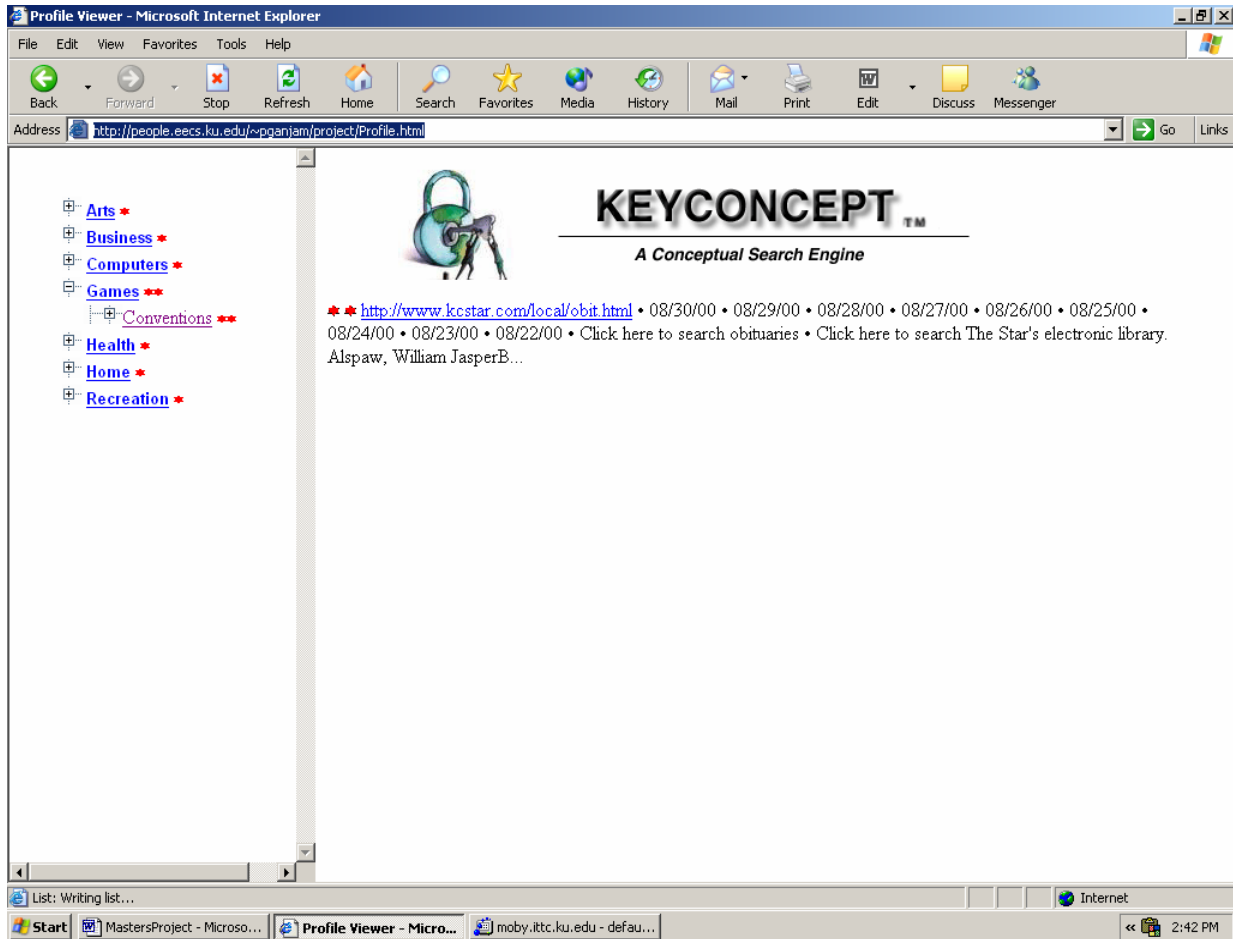 Profile Viewer - Microsoft Internet Explorer
File Edit View Favorites Tools Help
Back Forward Stop Refresh Home Search Favorites Media History Mail Print Edit Discuss Messenger
Address http://people.eecs.ku.edu/~pganjam/project/Profile.html Go Links
Arts *
Business *
Computers *
Games **
Conventions **
Health *
Home *
Recreation *
KEYCONCEPT TM
A Conceptual Search Engine
* * http://www.kcstar.com/local/obit.html • 08/30/00 • 08/29/00 • 08/28/00 • 08/27/00 • 08/26/00 • 08/25/00 •
08/24/00 • 08/23/00 • 08/22/00 • Click here to search obituaries • Click here to search The Star's electronic library.
Alspaw, William JasperB...
List: Writing list... Internet
Start MastersProject - Microso... Profile Viewer - Micro... moby.ittc.ku.edu - defau... « 2:42 PM